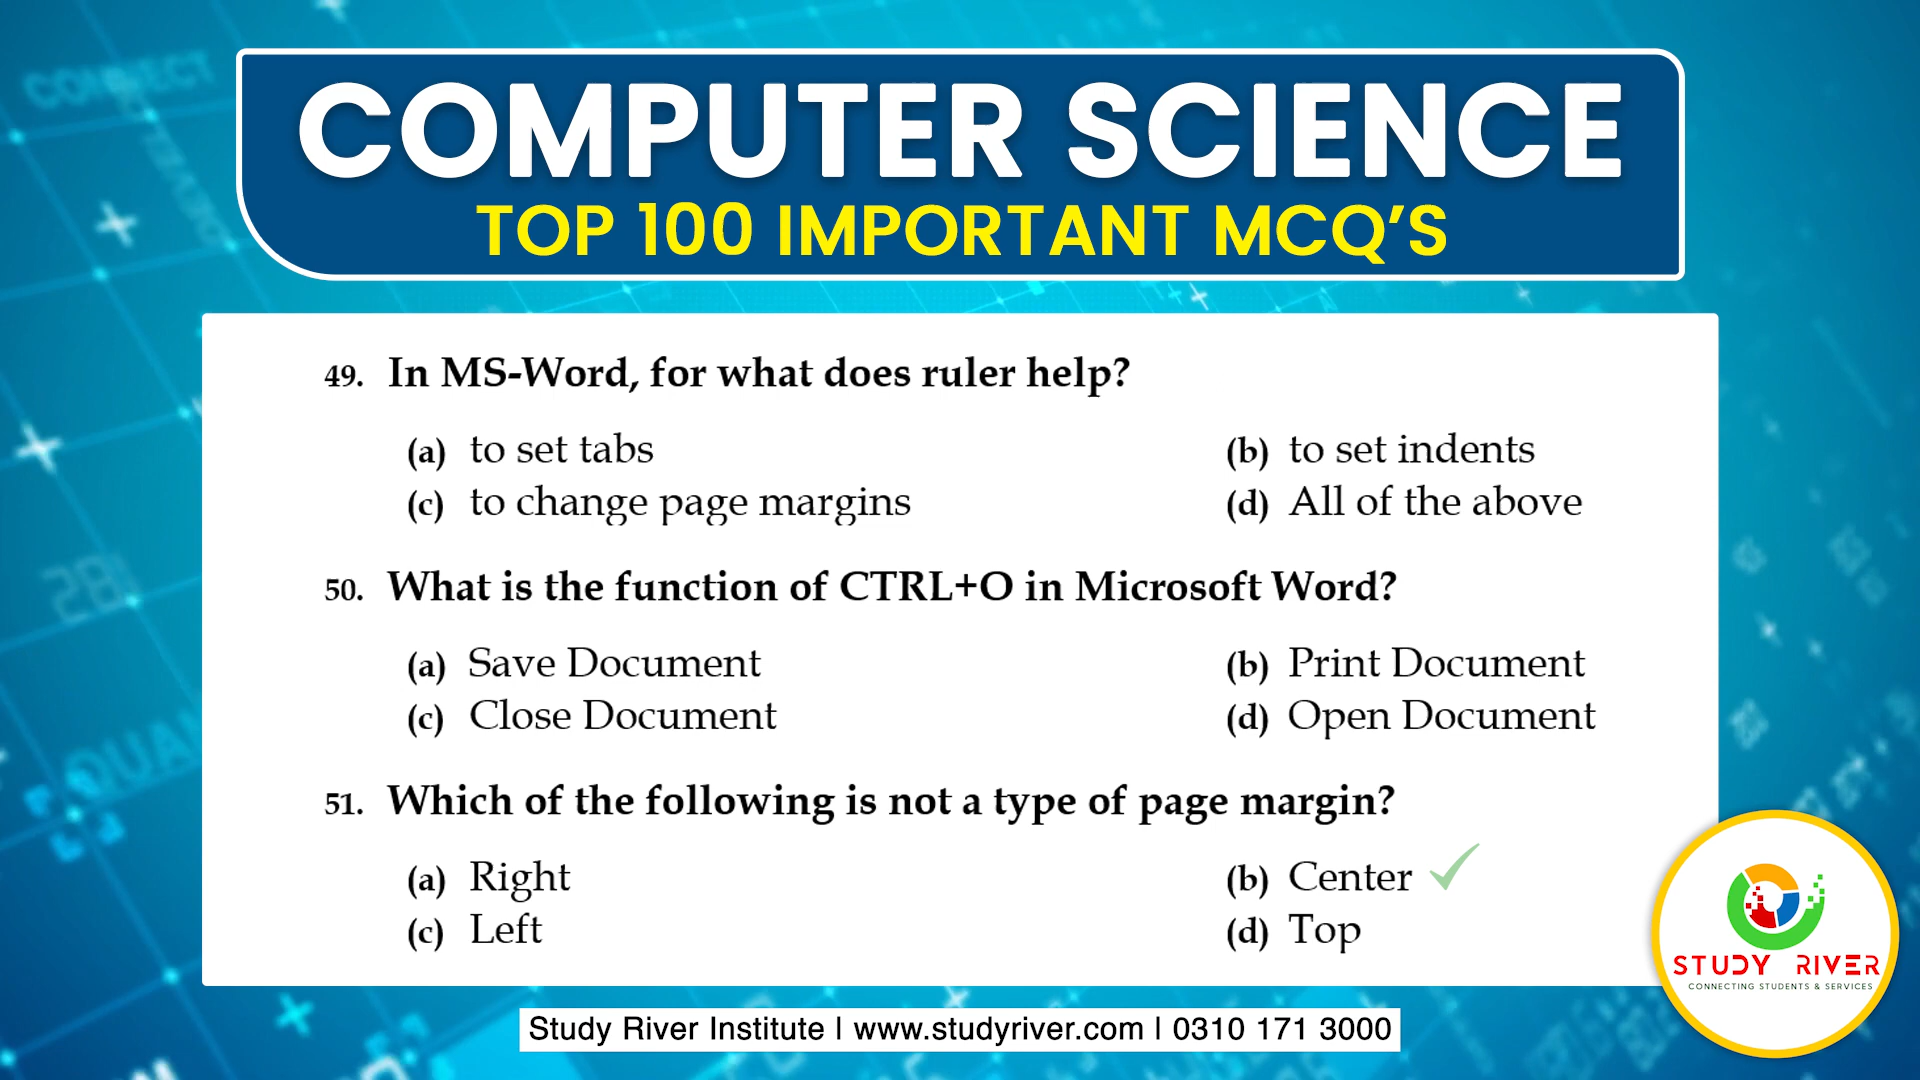 COMPUTER SCIENCE
TOP 100 IMPORTANT MCQ'S
49. In MS-Word, for what does ruler help?
(a) to set tabs (b) to set indents
(c) to change page margins (d) All of the above
50. What is the function of CTRL+O in Microsoft Word?
(a) Save Document (b) Print Document
(c) Close Document (d) Open Document
51. Which of the following is not a type of page margin?
(a) Right (b) Center ✓
(c) Left (d) Top
STUDY RIVER
CONNECTING STUDENTS & SERVICES
Study River Institute | www.studyriver.com | 0310 171 3000
CONNECT
28